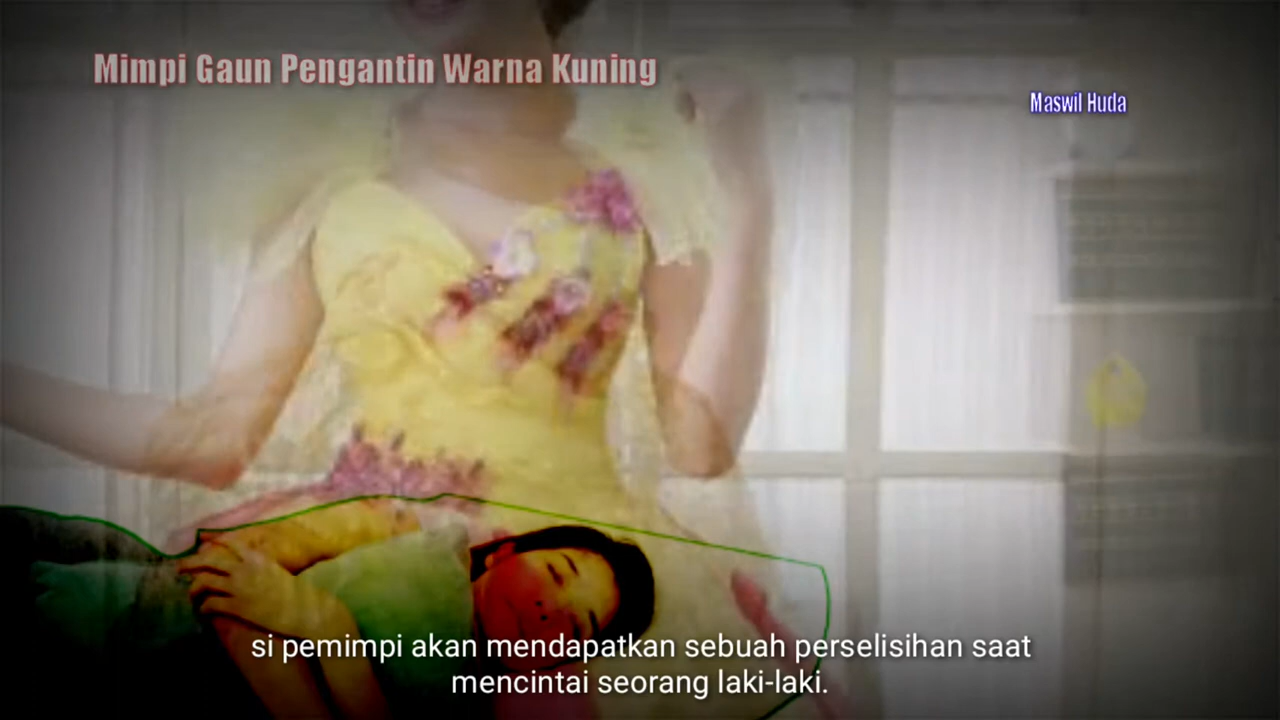 Mimpi Gaun Pengantin Warna Kuning
Maswil Huda
si pemimpi akan mendapatkan sebuah perselisihan saat
mencintai seorang laki-laki.